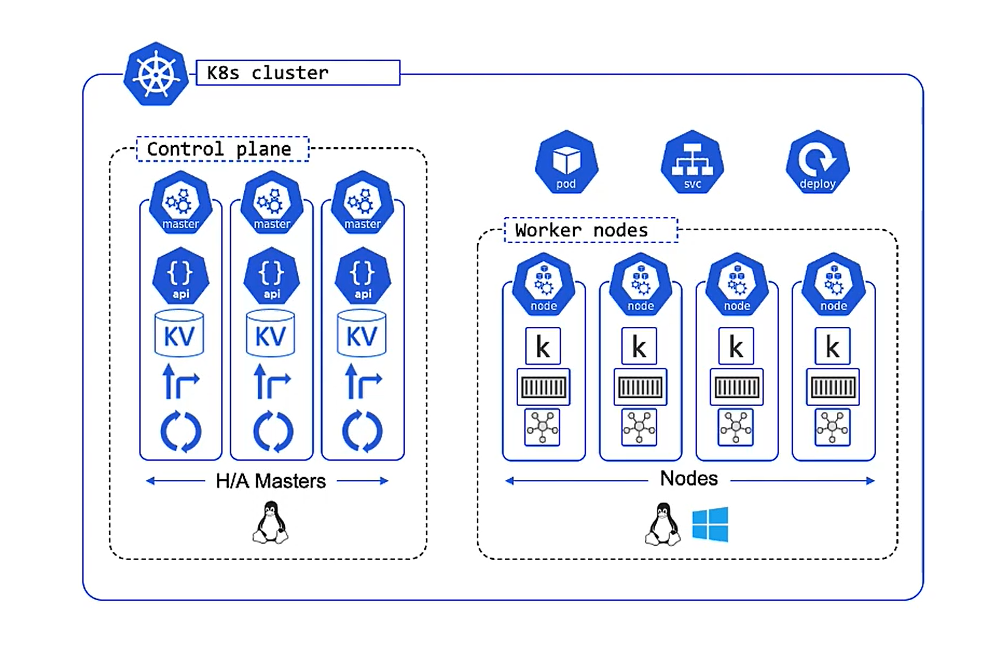 K8s cluster
Control plane
master master master
api api api
KV KV KV
H/A Masters
pod svc deploy
Worker nodes
node node node node
k k k k
Nodes